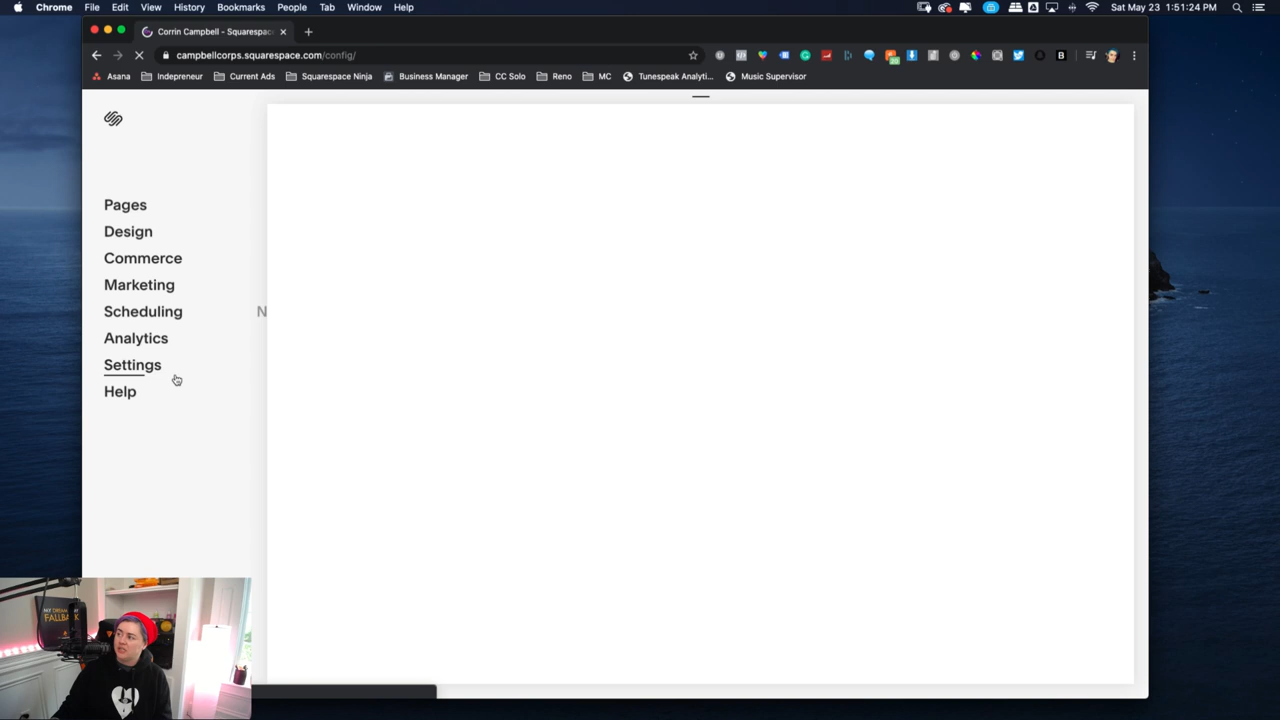 Chrome File Edit View History Bookmarks People Tab Window Help
Sat May 23 1:51:24 PM
Corrin Campbell - Squarespac
campbellcorps.squarespace.com/config/
Asana Indepreneur Current Ads Squarespace Ninja Business Manager CC Solo Reno MC Tunespeak Analyti... Music Supervisor
Pages
Design
Commerce
Marketing
Scheduling
N
Analytics
Settings
Help
MY DREAM
FALLBACK